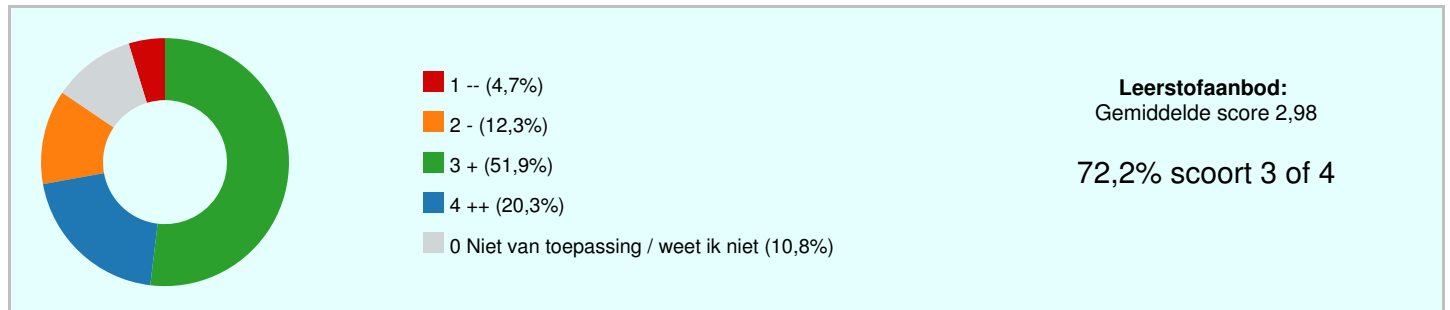 1 -- (4,7%)
2 - (12,3%)
3 + (51,9%)
4 ++ (20,3%)
0 Niet van toepassing / weet ik niet (10,8%)
Leerstofaanbod:
Gemiddelde score 2,98
72,2% scoort 3 of 4